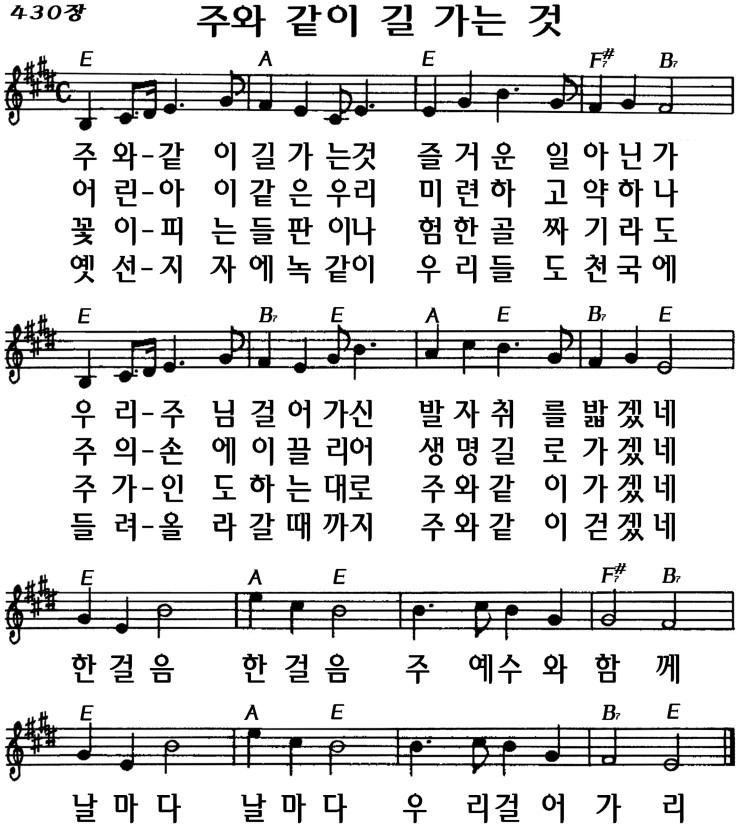 430장 주와 같이 길 가는 것
E A E F#7 B7
주 와-같 이 길 가 는것 즐 거 운 일 아 닌 가
어 린-아 이 같 은 우리 미 련 하 고 약 하 나
꽃 이-피 는 들 판 이나 험 한 골 짜 기 라 도
옛 선-지 자 에 녹 같이 우 리 들 도 천 국 에
E B7 E A E B7 E
우 리-주 님 걸 어 가신 발 자 취 를 밟 겠 네
주 의-손 에 이 끌 리어 생 명 길 로 가 겠 네
주 가-인 도 하 는 대로 주 와 같 이 가 겠 네
들 려-올 라 갈 때 까지 주 와 같 이 걷 겠 네
E A E F#7 B7
한 걸 음 한 걸 음 주 예 수 와 함 께
E A E B7 E
날 마 다 날 마 다 우 리 걸 어 가 리